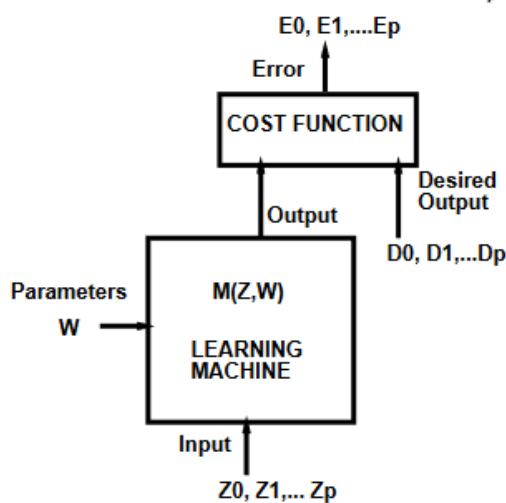 E0, E1,....Ep
Error
COST FUNCTION
Desired
Output
Output
D0, D1,...Dp
Parameters
W
M(Z,W)
LEARNING
MACHINE
Input
Z0, Z1,... Zp